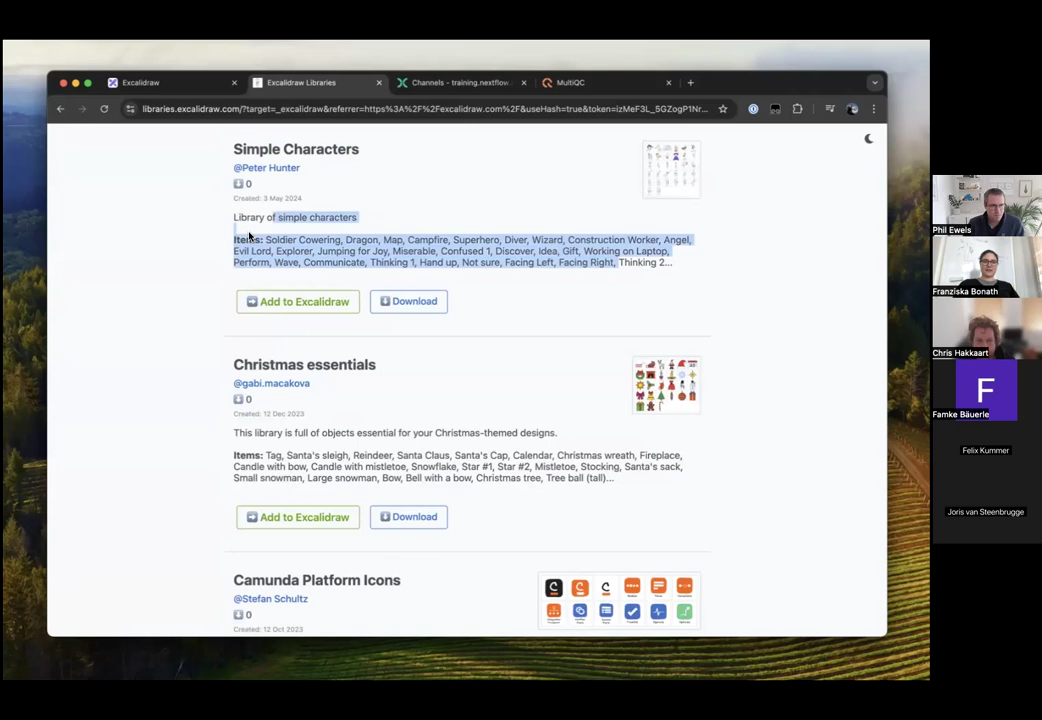 Excalidraw
Excalidraw Libraries
Channels - training.nextflow.
MultiQC
libraries.excalidraw.com/?target=_excalidraw&referrer=https%3A%2F%2Fexcalidraw.com%2F&useHash=true&token=izMeF3L_5GZogP1Nr...
Simple Characters
@Peter Hunter
0
Created: 3 May 2024
Library of simple characters
Items: Soldier Cowering, Dragon, Map, Campfire, Superhero, Diver, Wizard, Construction Worker, Angel,
Evil Lord, Explorer, Jumping for Joy, Miserable, Confused 1, Discover, Idea, Gift, Working on Laptop,
Perform, Wave, Communicate, Thinking 1, Hand up, Not sure, Facing Left, Facing Right, Thinking 2...
Add to Excalidraw
Download
Christmas essentials
@gabi.macakova
0
Created: 12 Dec 2023
This library is full of objects essential for your Christmas-themed designs.
Items: Tag, Santa's sleigh, Reindeer, Santa Claus, Santa's Cap, Calendar, Christmas wreath, Fireplace,
Candle with bow, Candle with mistletoe, Snowflake, Star #1, Star #2, Mistletoe, Stocking, Santa's sack,
Small snowman, Large snowman, Bow, Bell with a bow, Christmas tree, Tree ball (tall)...
Add to Excalidraw
Download
Camunda Platform Icons
@Stefan Schultz
0
Created: 12 Oct 2023
Phil Ewels
Franziska Bonath
Chris Hakkaart
F
Famke Bäuerle
Felix Kummer
Joris van Steenbrugge